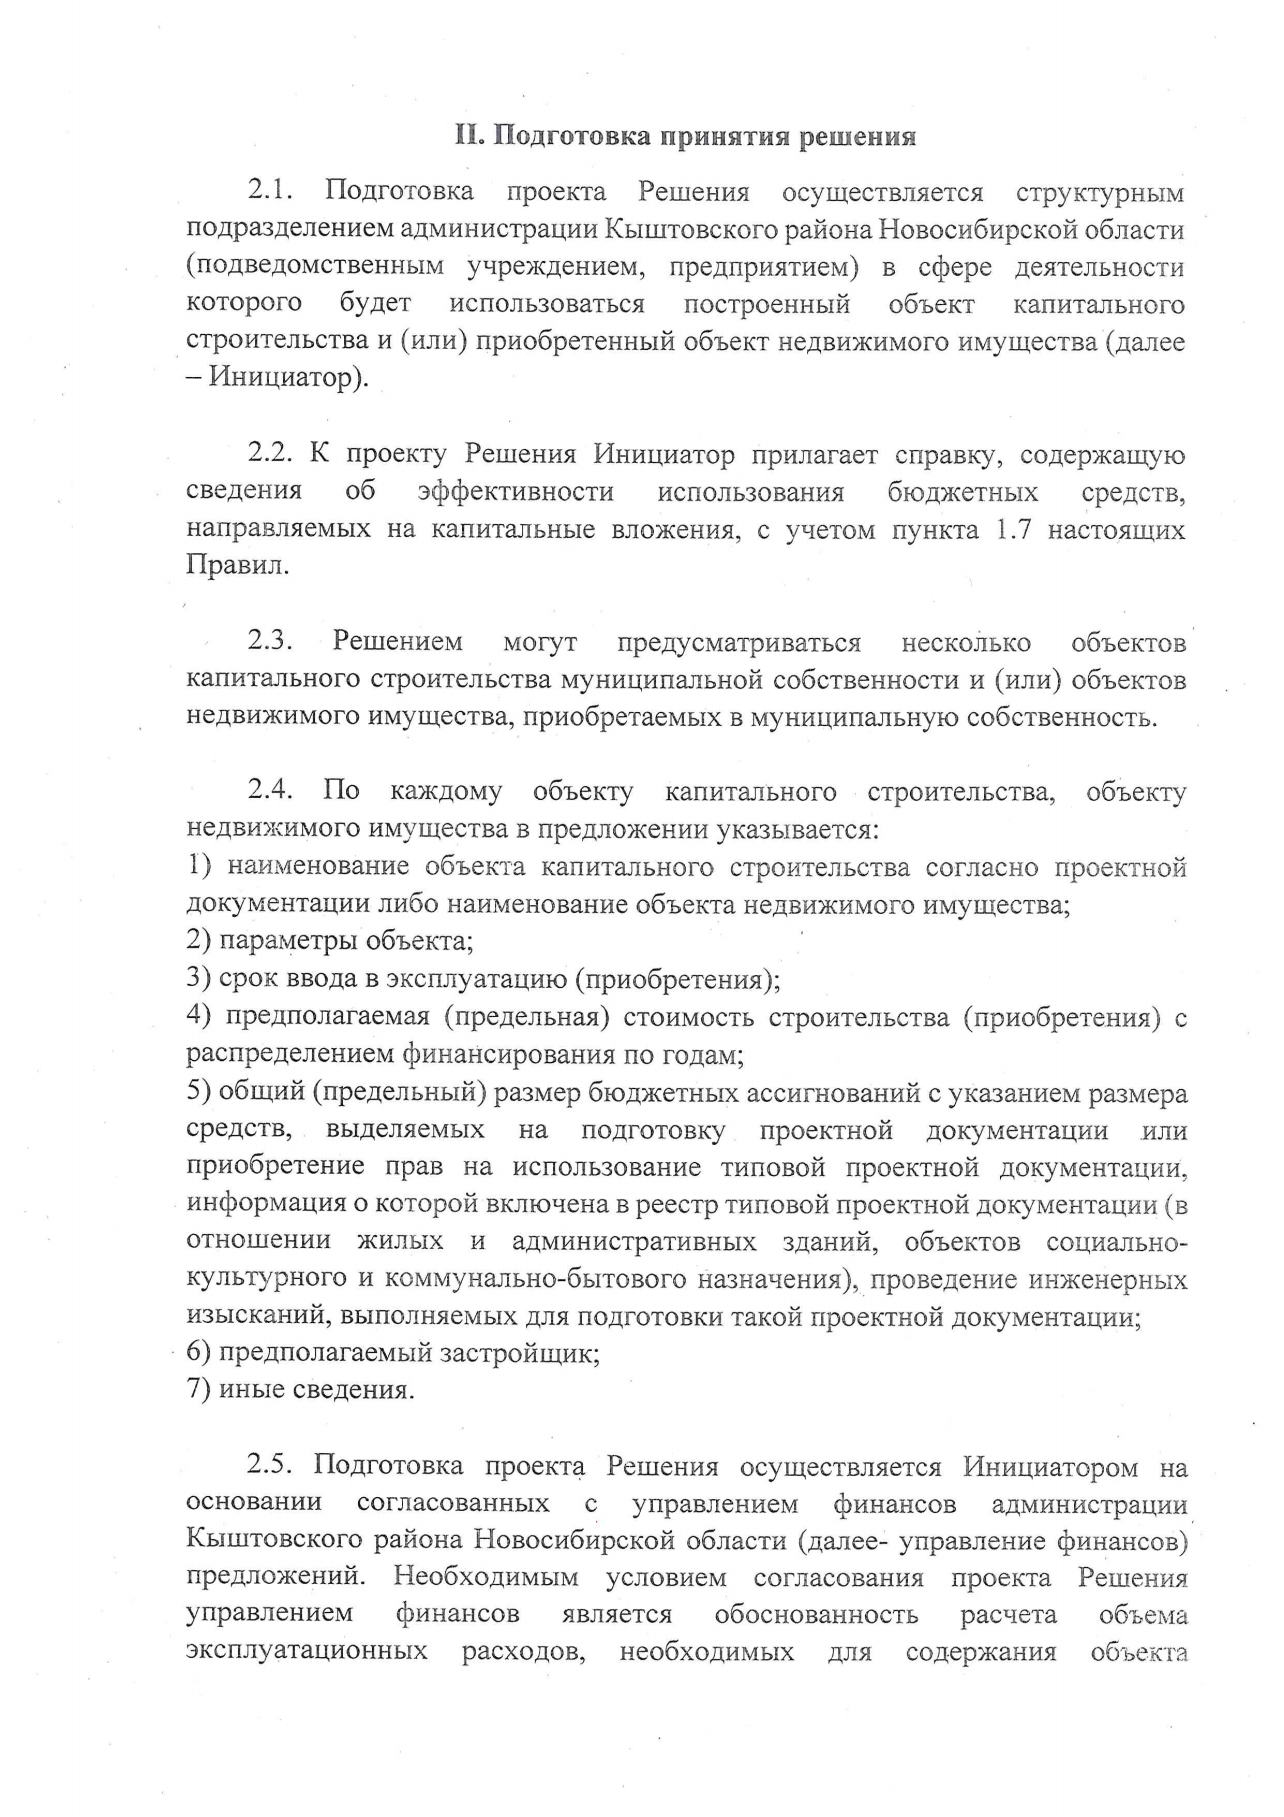 II. Подготовка принятия решения
2.1. Подготовка проекта Решения осуществляется структурным
подразделением администрации Кыштовского района Новосибирской области
(подведомственным учреждением, предприятием) в сфере деятельности
которого будет использоваться построенный объект капитального
строительства и (или) приобретенный объект недвижимого имущества (далее
– Инициатор).
2.2. К проекту Решения Инициатор прилагает справку, содержащую
сведения об эффективности использования бюджетных средств,
направляемых на капитальные вложения, с учетом пункта 1.7 настоящих
Правил.
2.3. Решением могут предусматриваться несколько объектов
капитального строительства муниципальной собственности и (или) объектов
недвижимого имущества, приобретаемых в муниципальную собственность.
2.4. По каждому объекту капитального строительства, объекту
недвижимого имущества в предложении указывается:
1) наименование объекта капитального строительства согласно проектной
документации либо наименование объекта недвижимого имущества;
2) параметры объекта;
3) срок ввода в эксплуатацию (приобретения);
4) предполагаемая (предельная) стоимость строительства (приобретения) с
распределением финансирования по годам;
5) общий (предельный) размер бюджетных ассигнований с указанием размера
средств, выделяемых на подготовку проектной документации или
приобретение прав на использование типовой проектной документации,
информация о которой включена в реестр типовой проектной документации (в
отношении жилых и административных зданий, объектов социально-
культурного и коммунально-бытового назначения), проведение инженерных
изысканий, выполняемых для подготовки такой проектной документации;
6) предполагаемый застройщик;
7) иные сведения.
2.5. Подготовка проекта Решения осуществляется Инициатором на
основании согласованных с управлением финансов администрации
Кыштовского района Новосибирской области (далее- управление финансов)
предложений. Необходимым условием согласования проекта Решения
управлением финансов является обоснованность расчета объема
эксплуатационных расходов, необходимых для содержания объекта